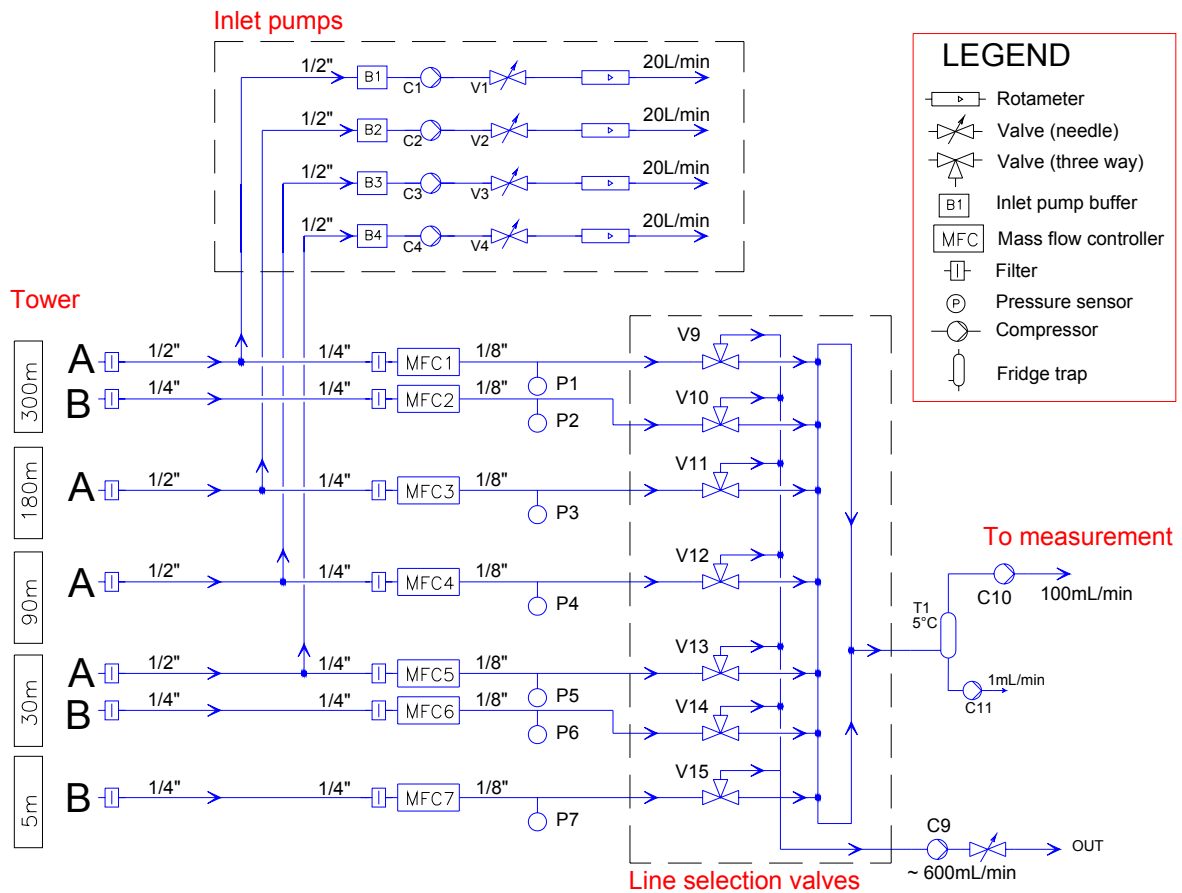 Inlet pumps
1/2" B1 C1 V1 20L/min
1/2" B2 C2 V2 20L/min
1/2" B3 C3 V3 20L/min
1/2" B4 C4 V4 20L/min
LEGEND
Rotameter
Valve (needle)
Valve (three way)
B1 Inlet pump buffer
MFC Mass flow controller
Filter
P Pressure sensor
Compressor
Fridge trap
Tower
300m
A 1/2" 1/4" MFC1 1/8" P1 V9
B 1/4" 1/4" MFC2 1/8" P2 V10
180m
A 1/2" 1/4" MFC3 1/8" P3 V11
90m
A 1/2" 1/4" MFC4 1/8" P4 V12
30m
A 1/2" 1/4" MFC5 1/8" P5 V13
B 1/4" 1/4" MFC6 1/8" P6 V14
5m
B 1/4" 1/4" MFC7 1/8" P7 V15
To measurement
T1
5°C
C10 100mL/min
C11 1mL/min
C9
~ 600mL/min
OUT
Line selection valves